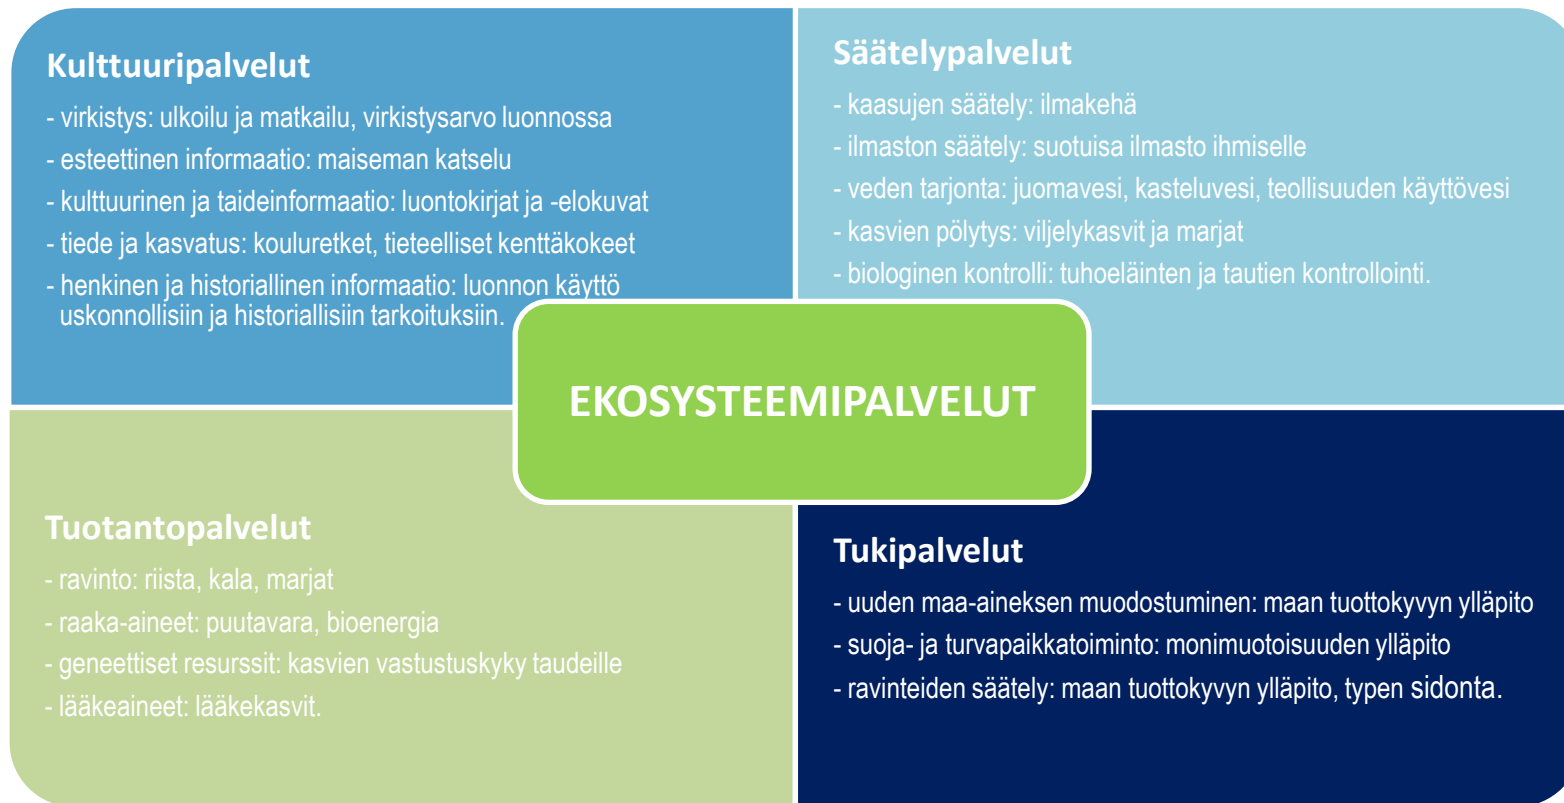 Kulttuuripalvelut
- virkistys: ulkoilu ja matkailu, virkistysarvo luonnossa
- esteettinen informaatio: maiseman katselu
- kulttuurinen ja taideinformaatio: luontokirjat ja -elokuvat
- tiede ja kasvatus: kouluretket, tieteelliset kenttäkokeet
- henkinen ja historiallinen informaatio: luonnon käyttö
uskonnollisiin ja historiallisiin tarkoituksiin.
Säätelypalvelut
- kaasujen säätely: ilmakehä
- ilmaston säätely: suotuisa ilmasto ihmiselle
- veden tarjonta: juomavesi, kasteluvesi, teollisuuden käyttövesi
- kasvien pölytys: viljelykasvit ja marjat
- biologinen kontrolli: tuhoeläinten ja tautien kontrollointi.
EKOSYSTEEMIPALVELUT
Tuotantopalvelut
- ravinto: riista, kala, marjat
- raaka-aineet: puutavara, bioenergia
- geneettiset resurssit: kasvien vastustuskyky taudeille
- lääkeaineet: lääkekasvit.
Tukipalvelut
- uuden maa-aineksen muodostuminen: maan tuottokyvyn ylläpito
- suoja- ja turvapaikkatoiminto: monimuotoisuuden ylläpito
- ravinteiden säätely: maan tuottokyvyn ylläpito, typen sidonta.